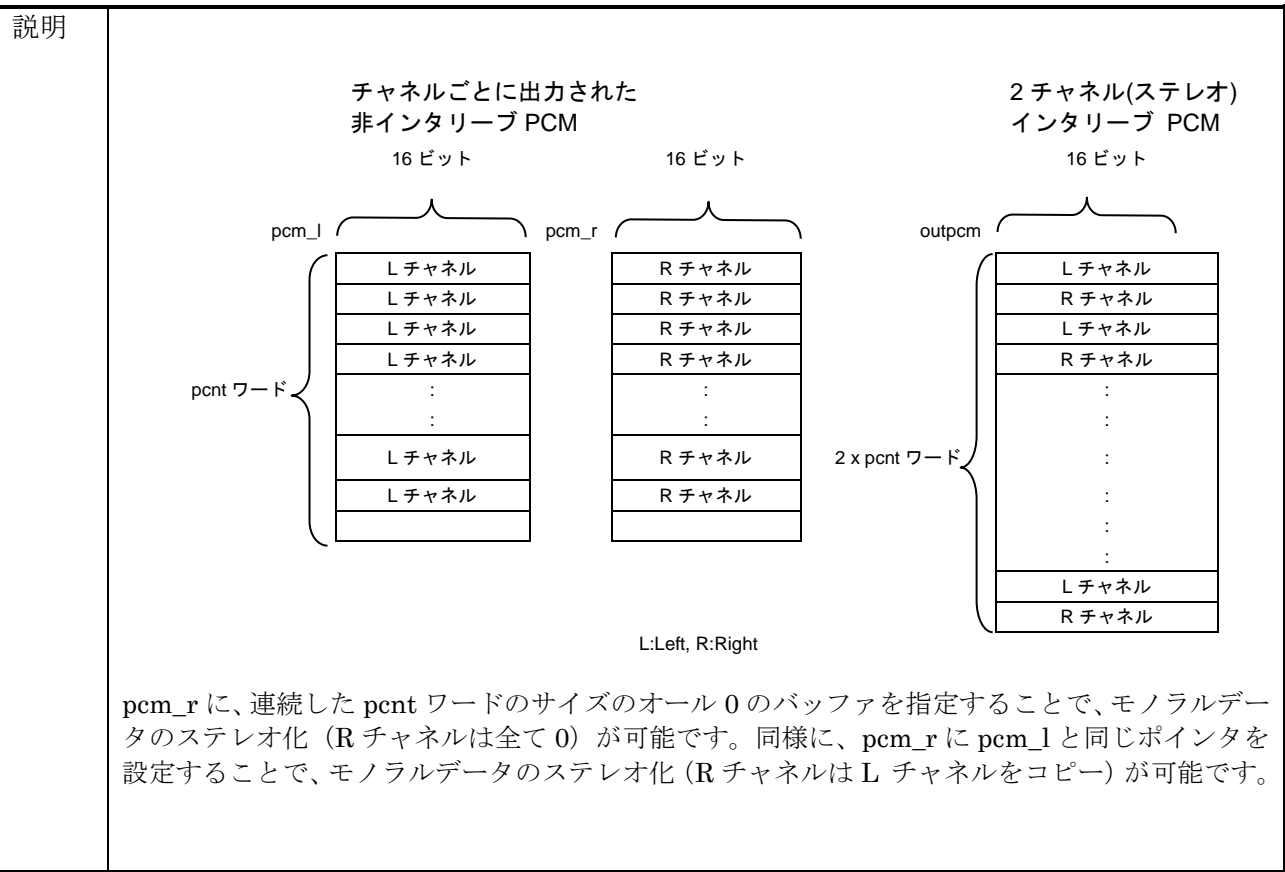 説明
チャネルごとに出力された
非インタリーブ PCM
2 チャネル(ステレオ)
インタリーブ PCM
16 ビット
16 ビット
16 ビット
pcm_l
pcm_r
outpcm
L チャネル
L チャネル
L チャネル
L チャネル
:
:
L チャネル
L チャネル
pcnt ワード
R チャネル
R チャネル
R チャネル
R チャネル
:
:
R チャネル
R チャネル
2 x pcnt ワード
L チャネル
R チャネル
L チャネル
R チャネル
:
:
:
:
:
:
L チャネル
R チャネル
L:Left, R:Right
pcm_r に、連続した pcnt ワードのサイズのオール 0 のバッファを指定することで、モノラルデー
タのステレオ化（R チャネルは全て 0）が可能です。同様に、pcm_r に pcm_l と同じポインタを
設定することで、モノラルデータのステレオ化（R チャネルは L チャネルをコピー）が可能です。